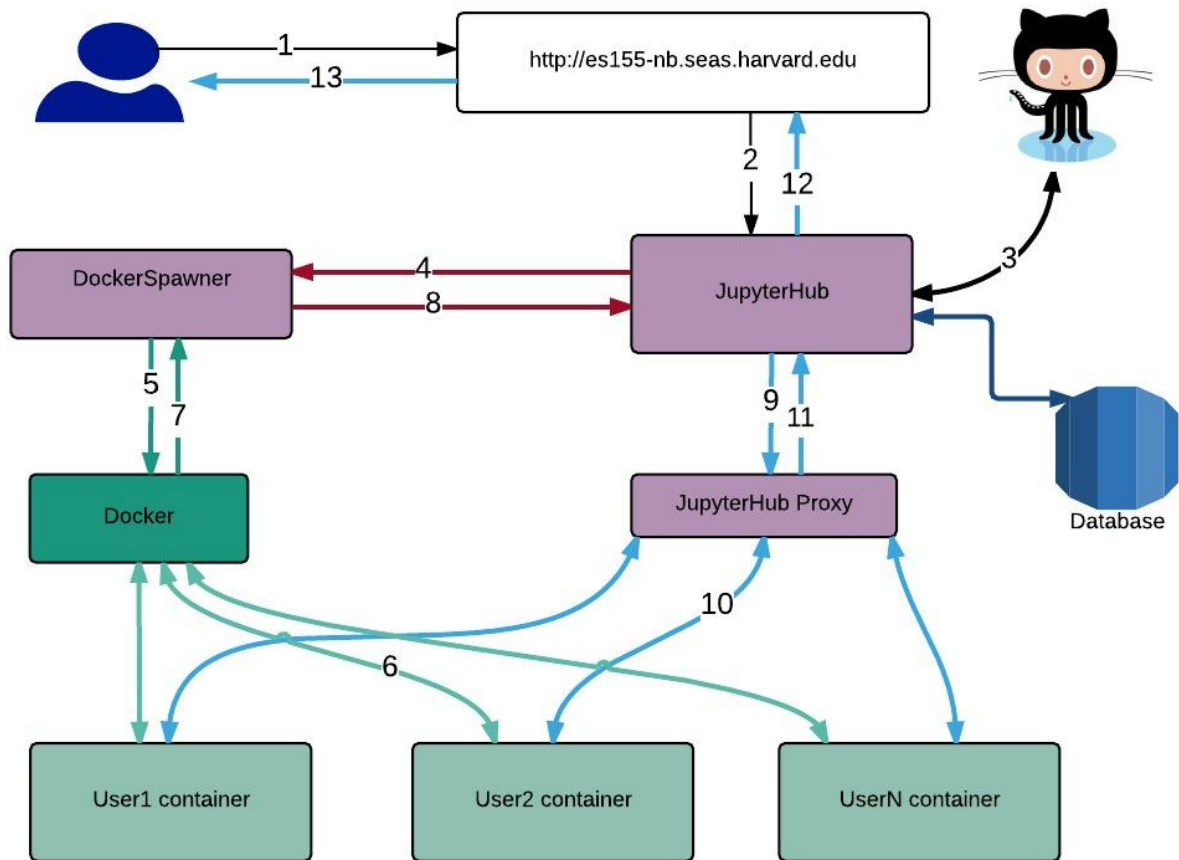 1
13
http://es155-nb.seas.harvard.edu
2
12
3
DockerSpawner
4
8
JupyterHub
5
7
9
11
Docker
JupyterHub Proxy
Database
10
6
User1 container
User2 container
UserN container